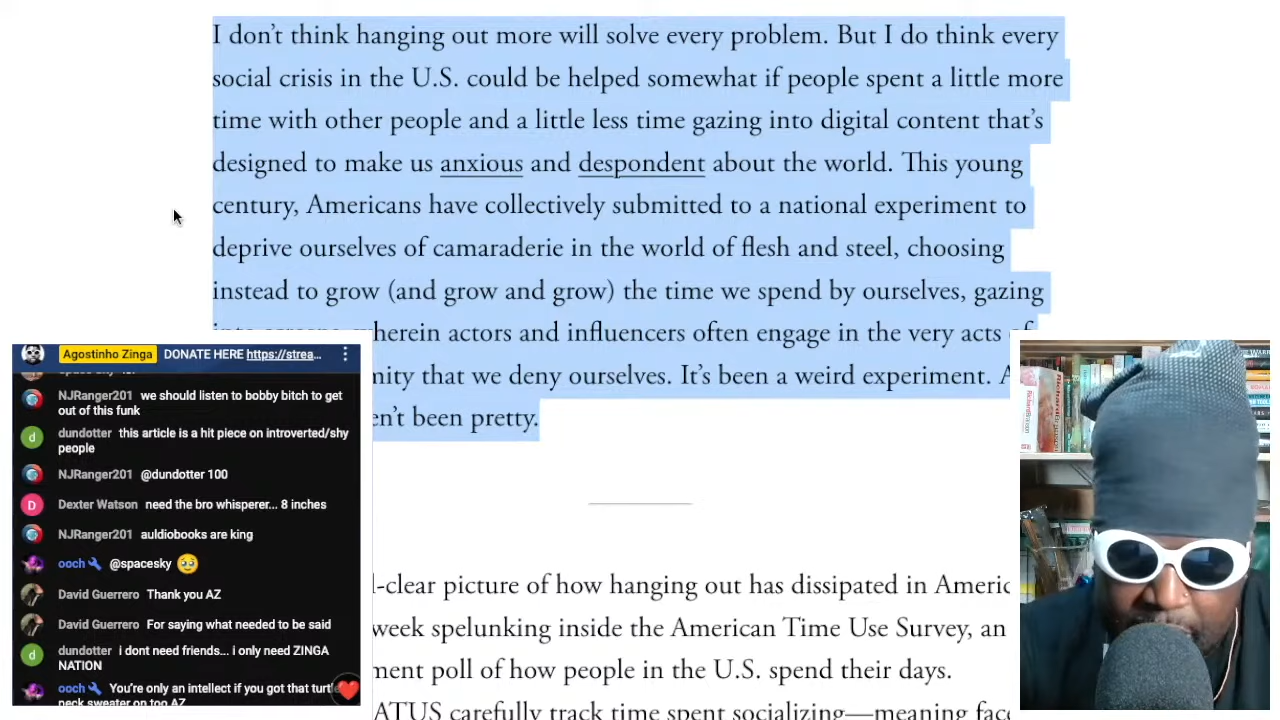 I don’t think hanging out more will solve every problem. But I do think every
social crisis in the U.S. could be helped somewhat if people spent a little more
time with other people and a little less time gazing into digital content that’s
designed to make us anxious and despondent about the world. This young
century, Americans have collectively submitted to a national experiment to
deprive ourselves of camaraderie in the world of flesh and steel, choosing
instead to grow (and grow and grow) the time we spend by ourselves, gazing
wherein actors and influencers often engage in the very acts of
that we deny ourselves. It’s been a weird experiment.
been pretty.
-clear picture of how hanging out has dissipated in
week spelunking inside the American Time Use Survey, an
poll of how people in the U.S. spend their days.
ATUS carefully track time spent socializing—meaning
Agostinho Zinga DONATE HERE https://strea...
NJRanger201 we should listen to bobby bitch to get
out of this funk
dundotter this article is a hit piece on introverted/shy
people
NJRanger201 @dundotter 100
Dexter Watson need the bro whisperer... 8 inches
NJRanger201 auldiobooks are king
ooch @spacesky
David Guerrero Thank you AZ
David Guerrero For saying what needed to be said
dundotter i dont need friends... i only need ZINGA
NATION
ooch You’re only an intellect if you got that
neck sweater on too AZ